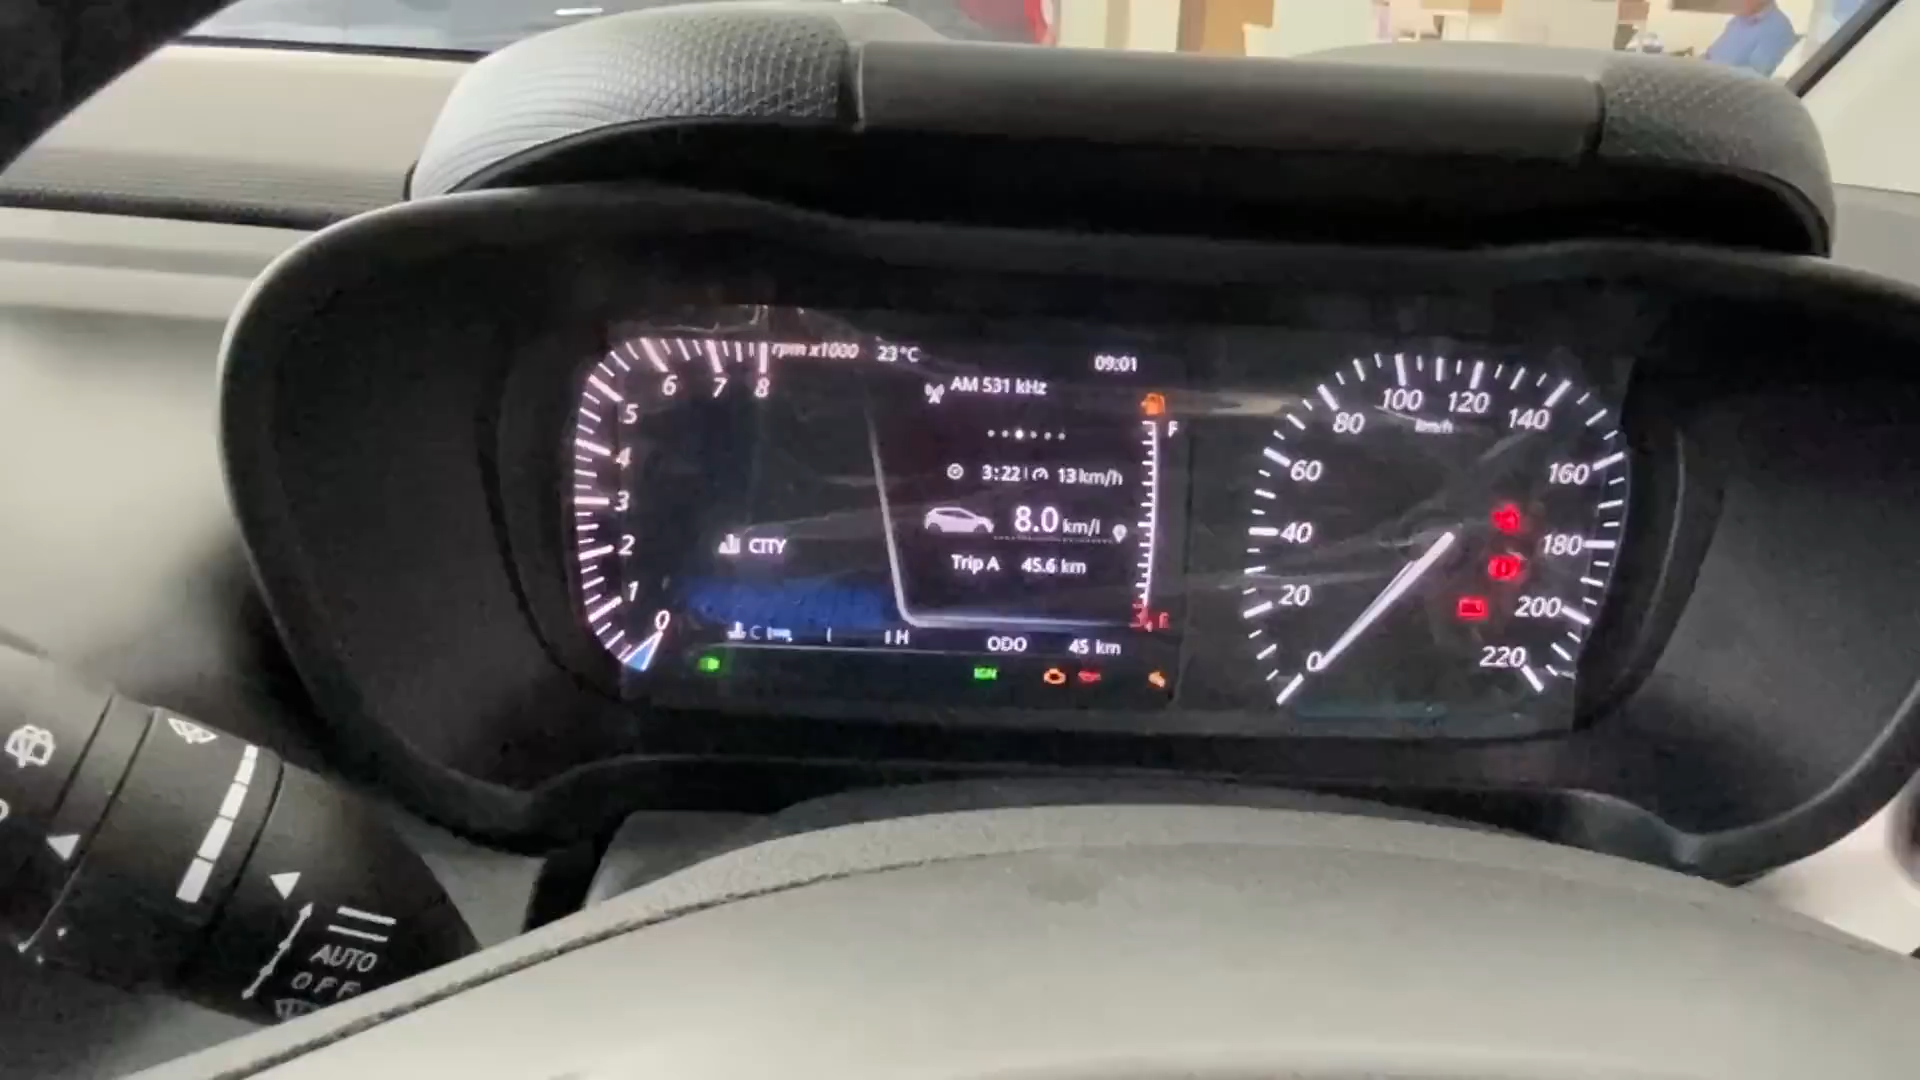 rpm x1000 23°C 09:01
AM 531 kHz
6 7 8
5
4
3
2
1
0
F
3:22 13 km/h
8.0 km/l
Trip A 45.6 km
E
CITY
C H
ODO 45 km
IGN
0
20
40
60
80
100
120
140
160
180
200
220
km/h
AUTO
OFF